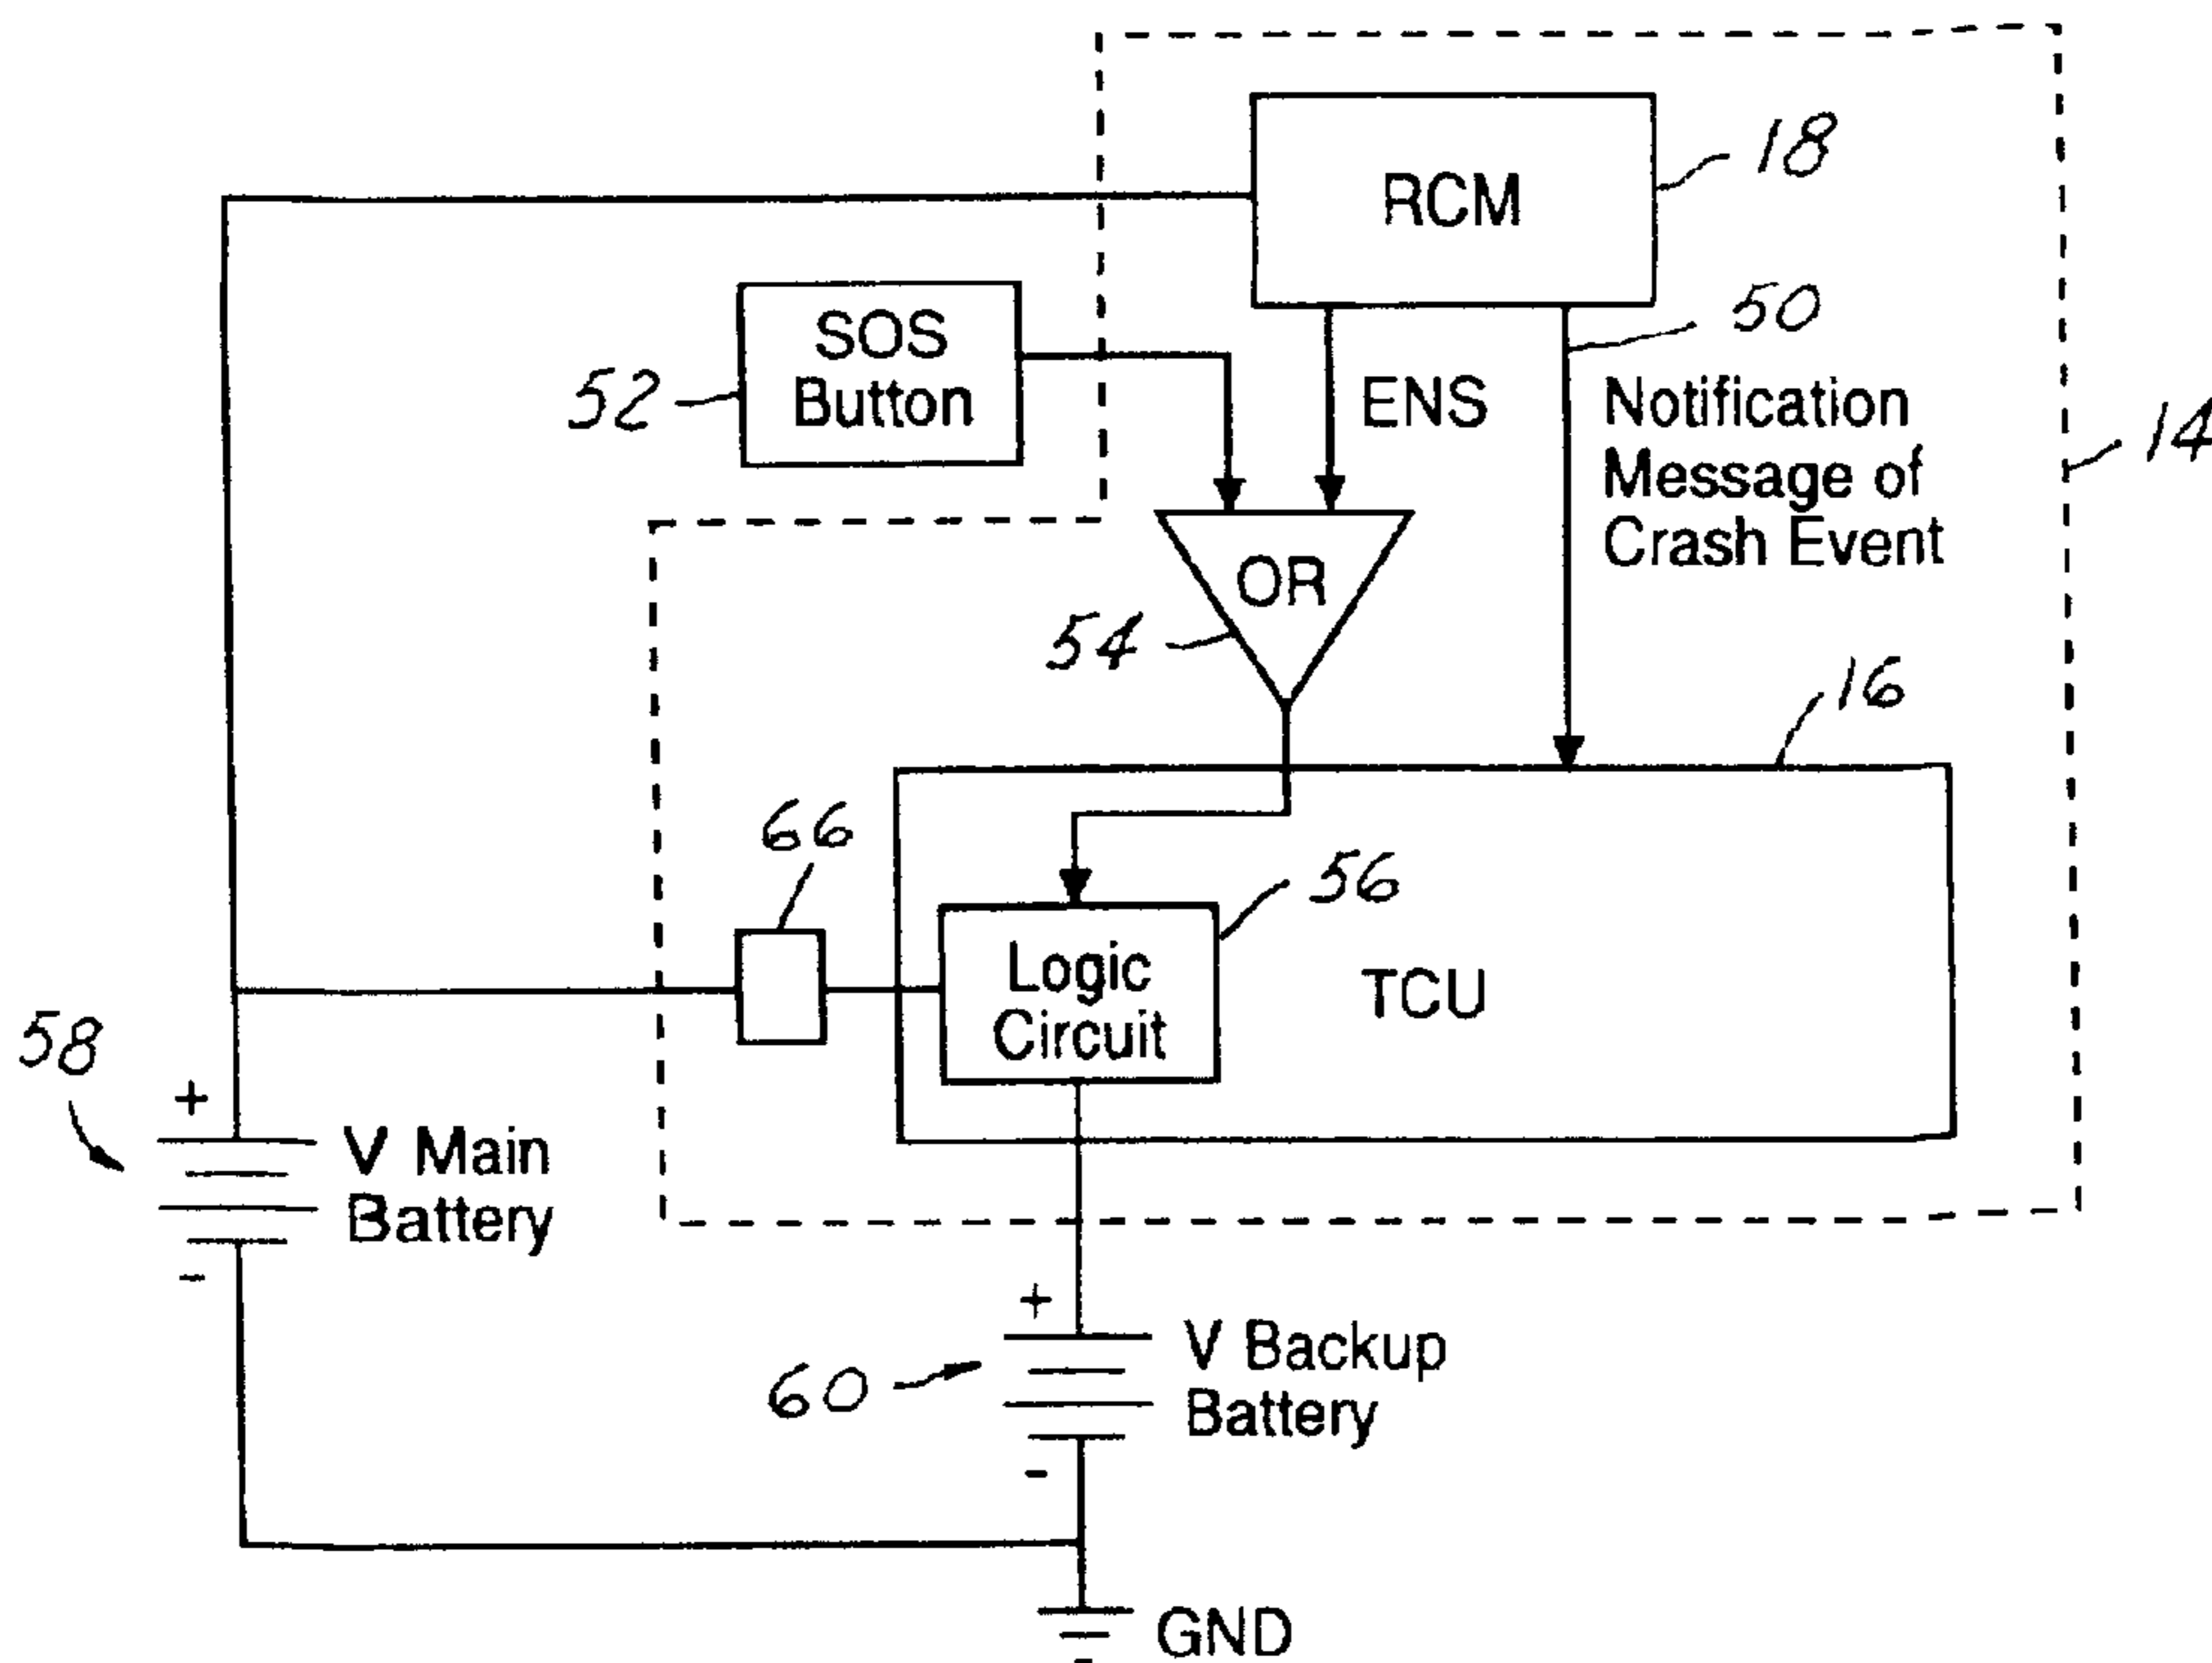 RCM
18
SOS
Button
52
50
ENS
Notification
Message of
Crash Event
14
OR
54
16
66
56
Logic
Circuit
TCU
58
+
V Main
Battery
-
+
V Backup
Battery
60
-
GND